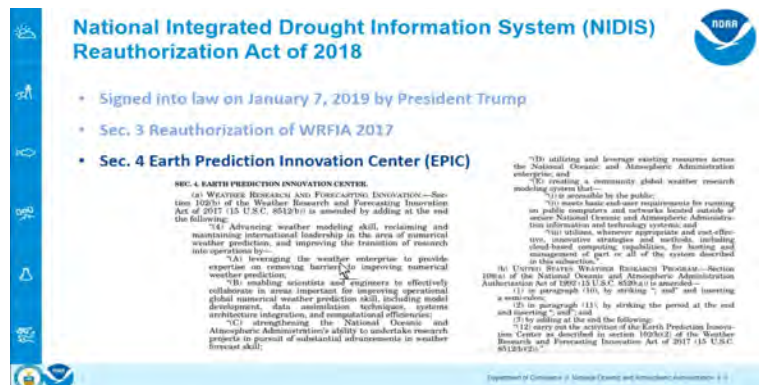 National Integrated Drought Information System (NIDIS)
Reauthorization Act of 2018
NOAA
• Signed into law on January 7, 2019 by President Trump
• Sec. 3 Reauthorization of WRFIA 2017
• Sec. 4 Earth Prediction Innovation Center (EPIC)
SEC. 4. EARTH PREDICTION INNOVATION CENTER.
(a) WEATHER RESEARCH AND FORECASTING INNOVATION.—Sec-
tion 102(b) of the Weather Research and Forecasting Innovation
Act of 2017 (15 U.S.C. 8512(b)) is amended by adding at the end
the following:
"(4) Advancing weather modeling skill, reclaiming and
maintaining international leadership in the area of numerical
weather prediction, and improving the transition of research
into operations by—
"(A) leveraging the weather enterprise to provide
expertise on removing barriers to improving numerical
weather prediction;
"(B) enabling scientists and engineers to effectively
collaborate in areas important for improving operational
global numerical weather prediction skill, including model
development, data assimilation techniques, systems
architecture integration, and computational efficiencies;
"(C) strengthening the National Oceanic and
Atmospheric Administration's ability to undertake research
projects in pursuit of substantial advancements in weather
forecast skill;
"(D) utilizing and leverage existing resources across
the National Oceanic and Atmospheric Administration
enterprise; and
"(E) creating a community global weather research
modeling system that—
"(i) is accessible by the public;
"(ii) meets basic end-user requirements for running
on public computers and networks located outside of
secure National Oceanic and Atmospheric Administra-
tion information and technology systems; and
"(iii) utilizes, whenever appropriate and cost-effec-
tive, innovative strategies and methods, including
cloud-based computing capabilities, for hosting and
management of part or all of the system described
in this subsection."
(b) UNITED STATES WEATHER RESEARCH PROGRAM.—Section
108(a) of the National Oceanic and Atmospheric Administration
Authorization Act of 1992 (15 U.S.C. 8520(a)) is amended—
(1) in paragraph (10), by striking "; and" and inserting
a semicolon;
(2) in paragraph (11), by striking the period at the end
and inserting "; and"; and
(3) by adding at the end the following:
"(12) carry out the activities of the Earth Prediction Innova-
tion Center as described in section 102(b)(2) of the Weather
Research and Forecasting Innovation Act of 2017 (15 U.S.C.
8512(b)(2))."
Department of Commerce // National Oceanic and Atmospheric Administration //